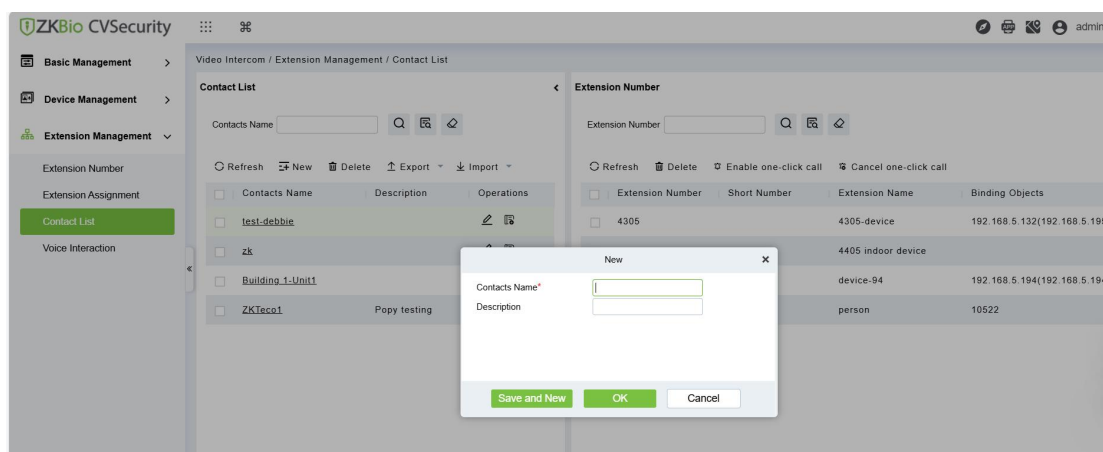 ZKBio CVSecurity
admin
Basic Management
Device Management
Extension Management
Extension Number
Extension Assignment
Contact List
Voice Interaction
Video Intercom / Extension Management / Contact List
Contact List
Contacts Name
Refresh New Delete Export Import
Contacts Name Description Operations
test-debbie
zk
Building 1-Unit1
ZKTeco1 Popy testing
Extension Number
Extension Number
Refresh Delete Enable one-click call Cancel one-click call
Extension Number Short Number Extension Name Binding Objects
4305 4305-device 192.168.5.132(192.168.5.195
4405 indoor device
device-94 192.168.5.194(192.168.5.194
person 10522
New
Contacts Name*
Description
Save and New OK Cancel